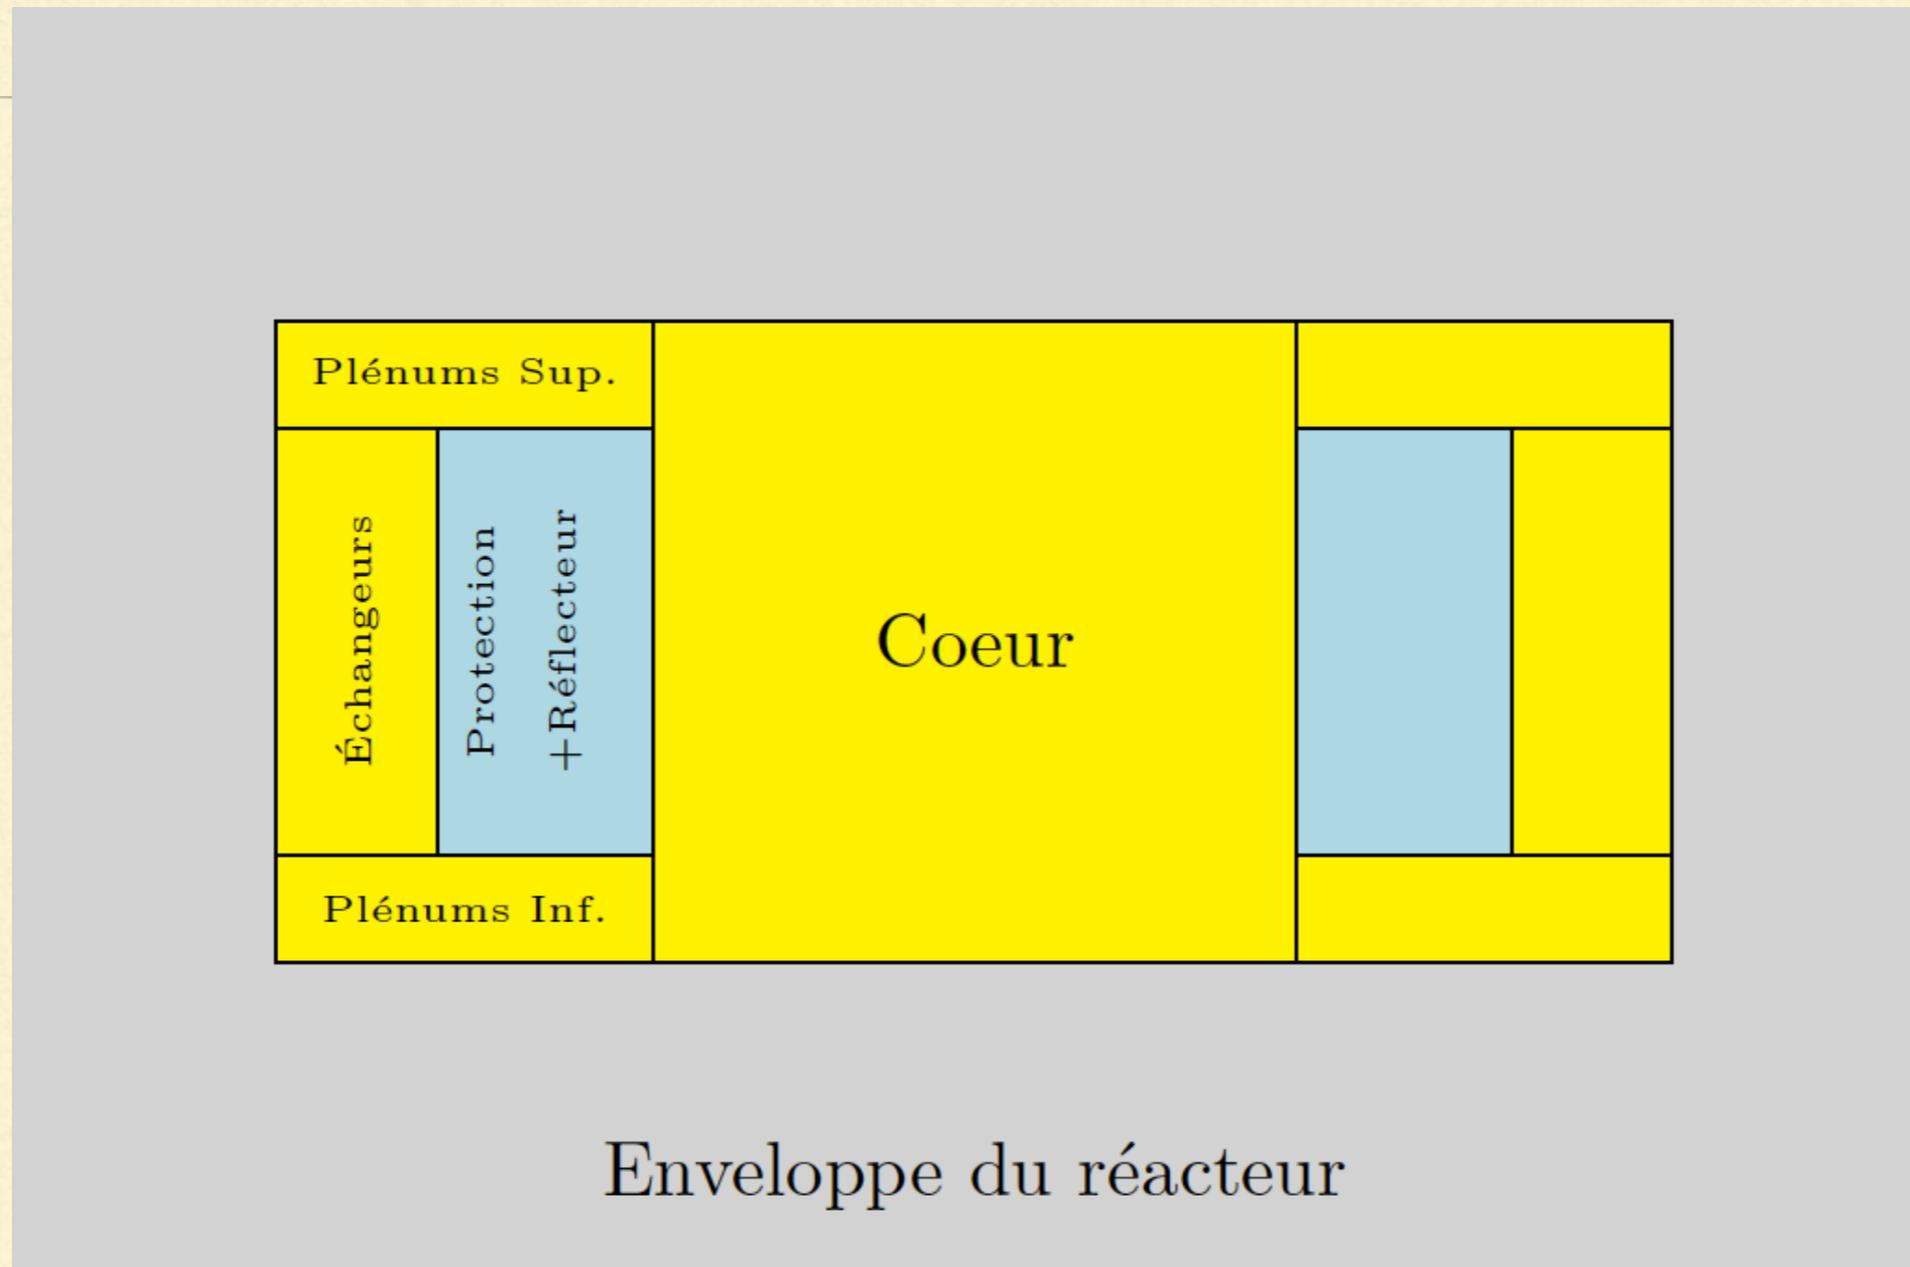 Plénums Sup.
Échangeurs
Protection
+Réflecteur
Coeur
Plénums Inf.
Enveloppe du réacteur